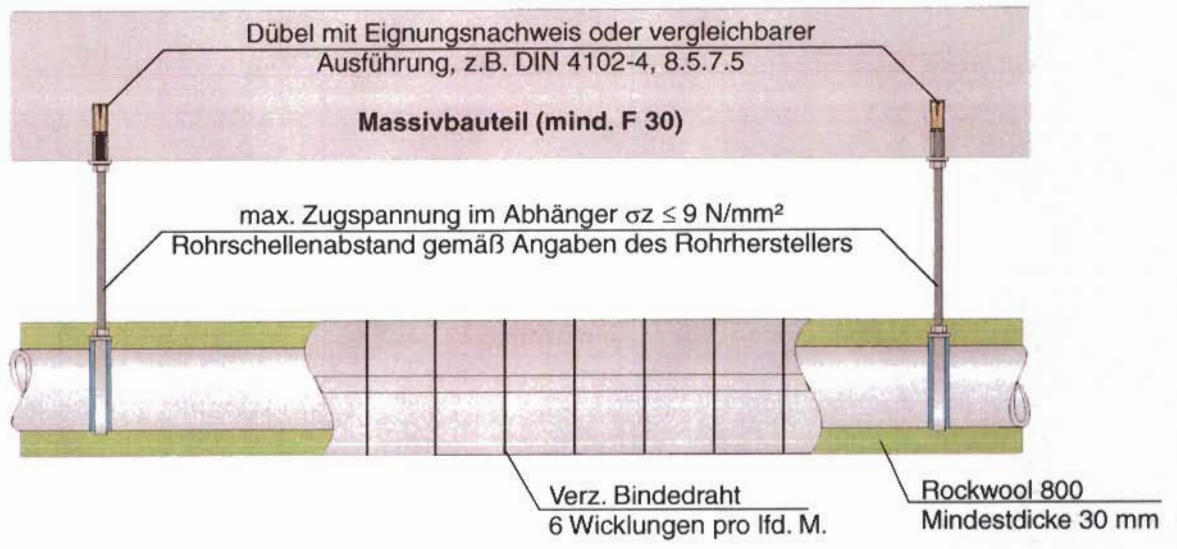 Dübel mit Eignungsnachweis oder vergleichbarer
Ausführung, z.B. DIN 4102-4, 8.5.7.5
Massivbauteil (mind. F 30)
max. Zugspannung im Abhänger σz ≤ 9 N/mm²
Rohrschellenabstand gemäß Angaben des Rohrherstellers
Verz. Bindedraht
6 Wicklungen pro lfd. M.
Rockwool 800
Mindestdicke 30 mm